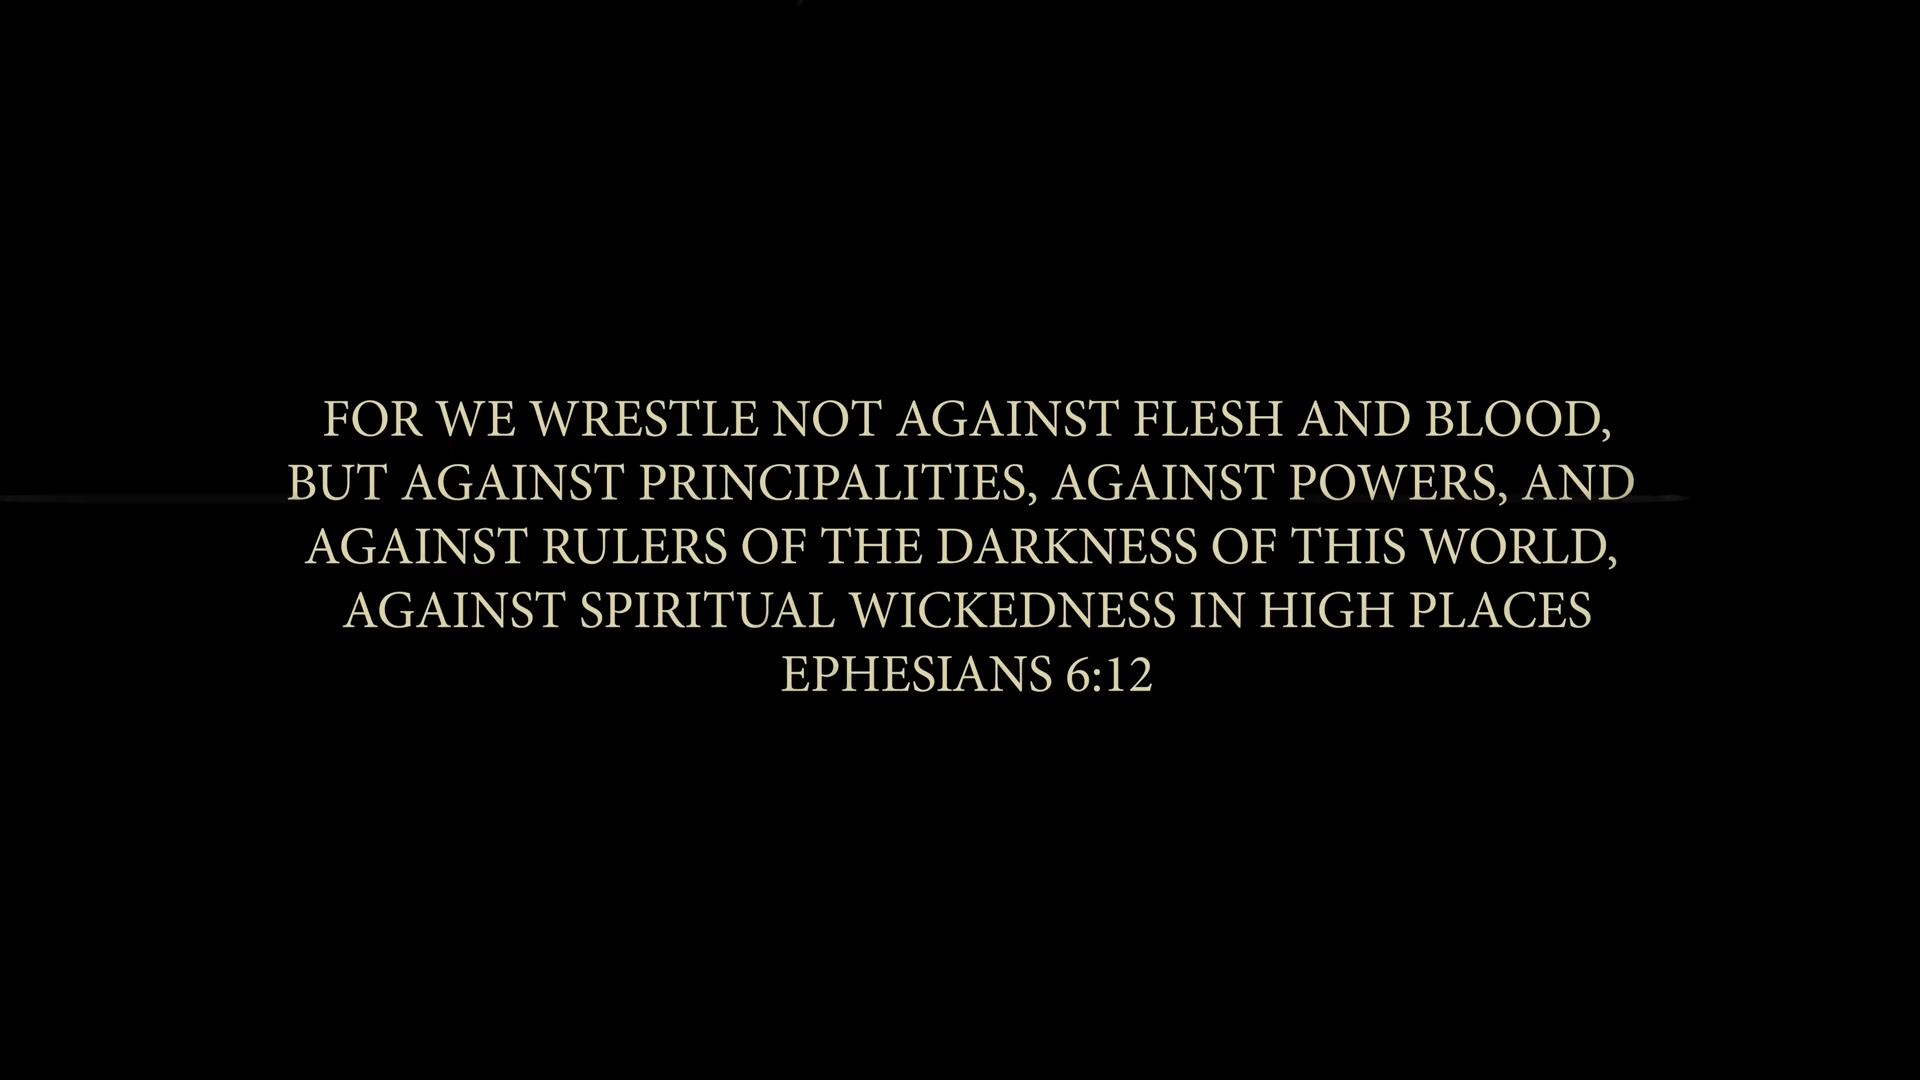 FOR WE WRESTLE NOT AGAINST FLESH AND BLOOD,
BUT AGAINST PRINCIPALITIES, AGAINST POWERS, AND
AGAINST RULERS OF THE DARKNESS OF THIS WORLD,
AGAINST SPIRITUAL WICKEDNESS IN HIGH PLACES
EPHESIANS 6:12